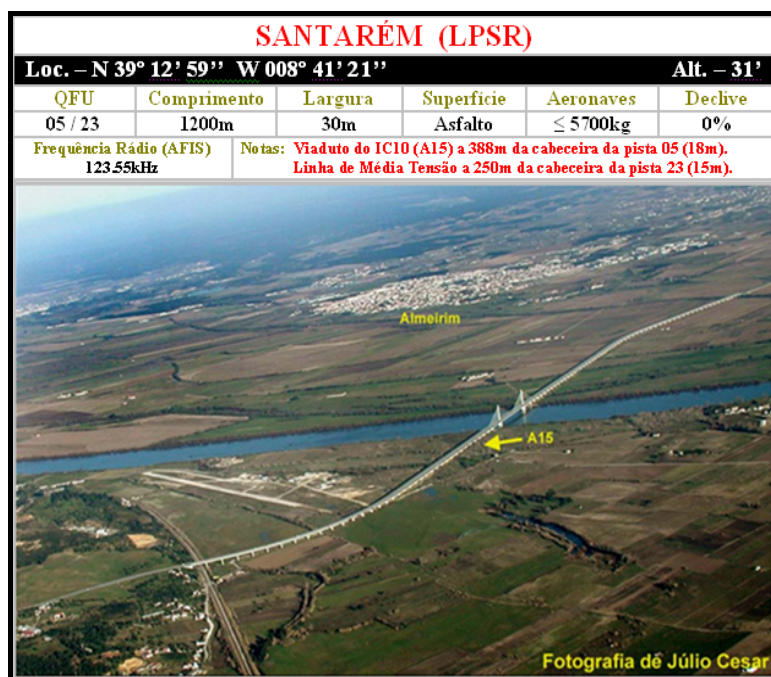 SANTARÉM (LPSR)
Loc. – N 39º 12’ 59’’ W 008º 41’ 21’’ Alt. – 31’
QFU Comprimento Largura Superfície Aeronaves Declive
05 / 23 1200m 30m Asfalto ≤ 5700kg 0%
Frequência Rádio (AFIS)
123.55kHz
Notas: Viaduto do IC10 (A15) a 388m da cabeceira da pista 05 (18m).
Linha de Média Tensão a 250m da cabeceira da pista 23 (15m).
Almeirim
A15
Fotografia de Júlio Cesar